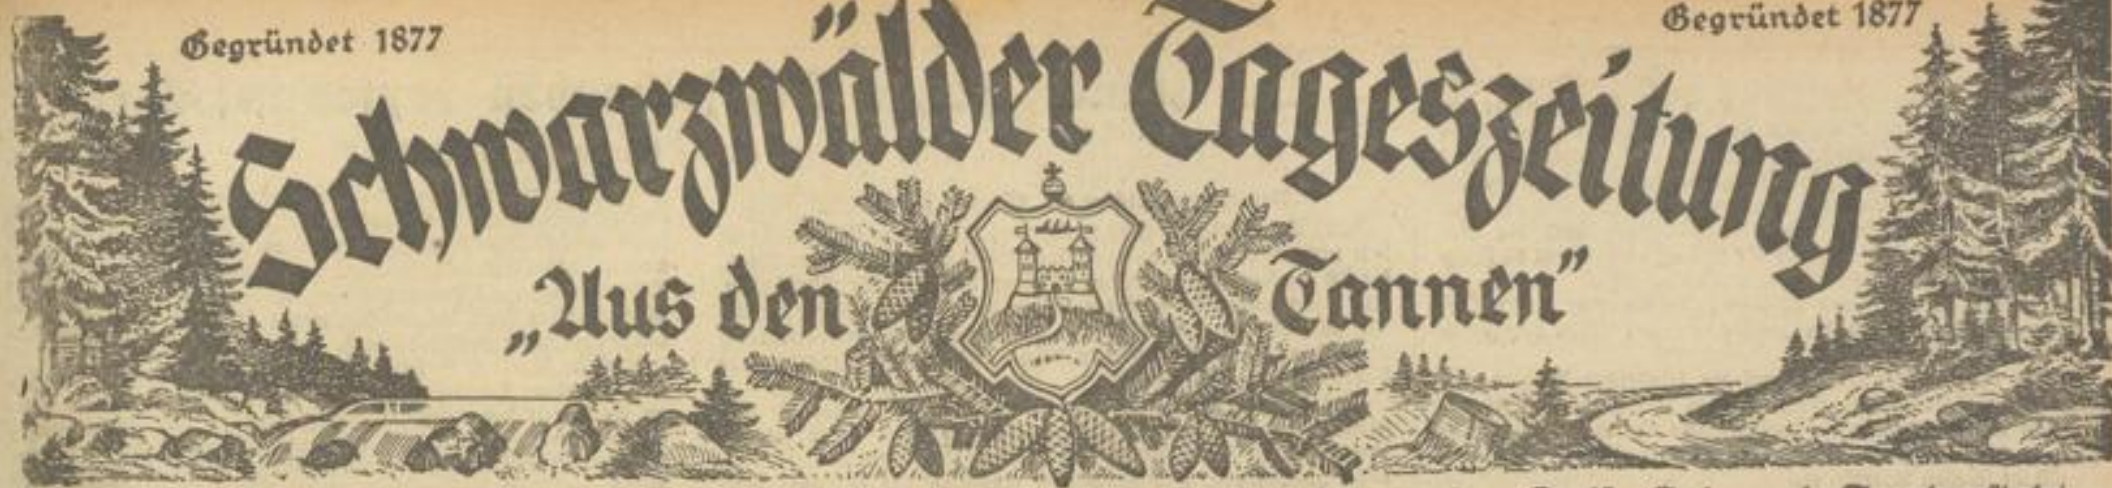 Gegründet 1877
Gegründet 1877
Schwarzwälder Tageszeitung
„Aus den Tannen”